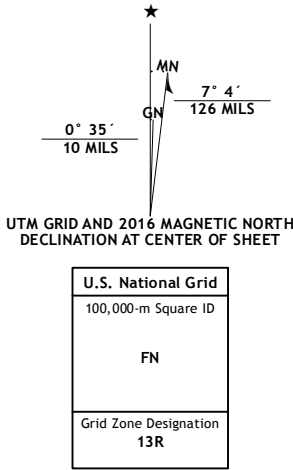 ★
MN
7° 4´
126 MILS
GN
0° 35´
10 MILS
UTM GRID AND 2016 MAGNETIC NORTH
DECLINATION AT CENTER OF SHEET
U.S. National Grid
100,000-m Square ID
FN
Grid Zone Designation
13R